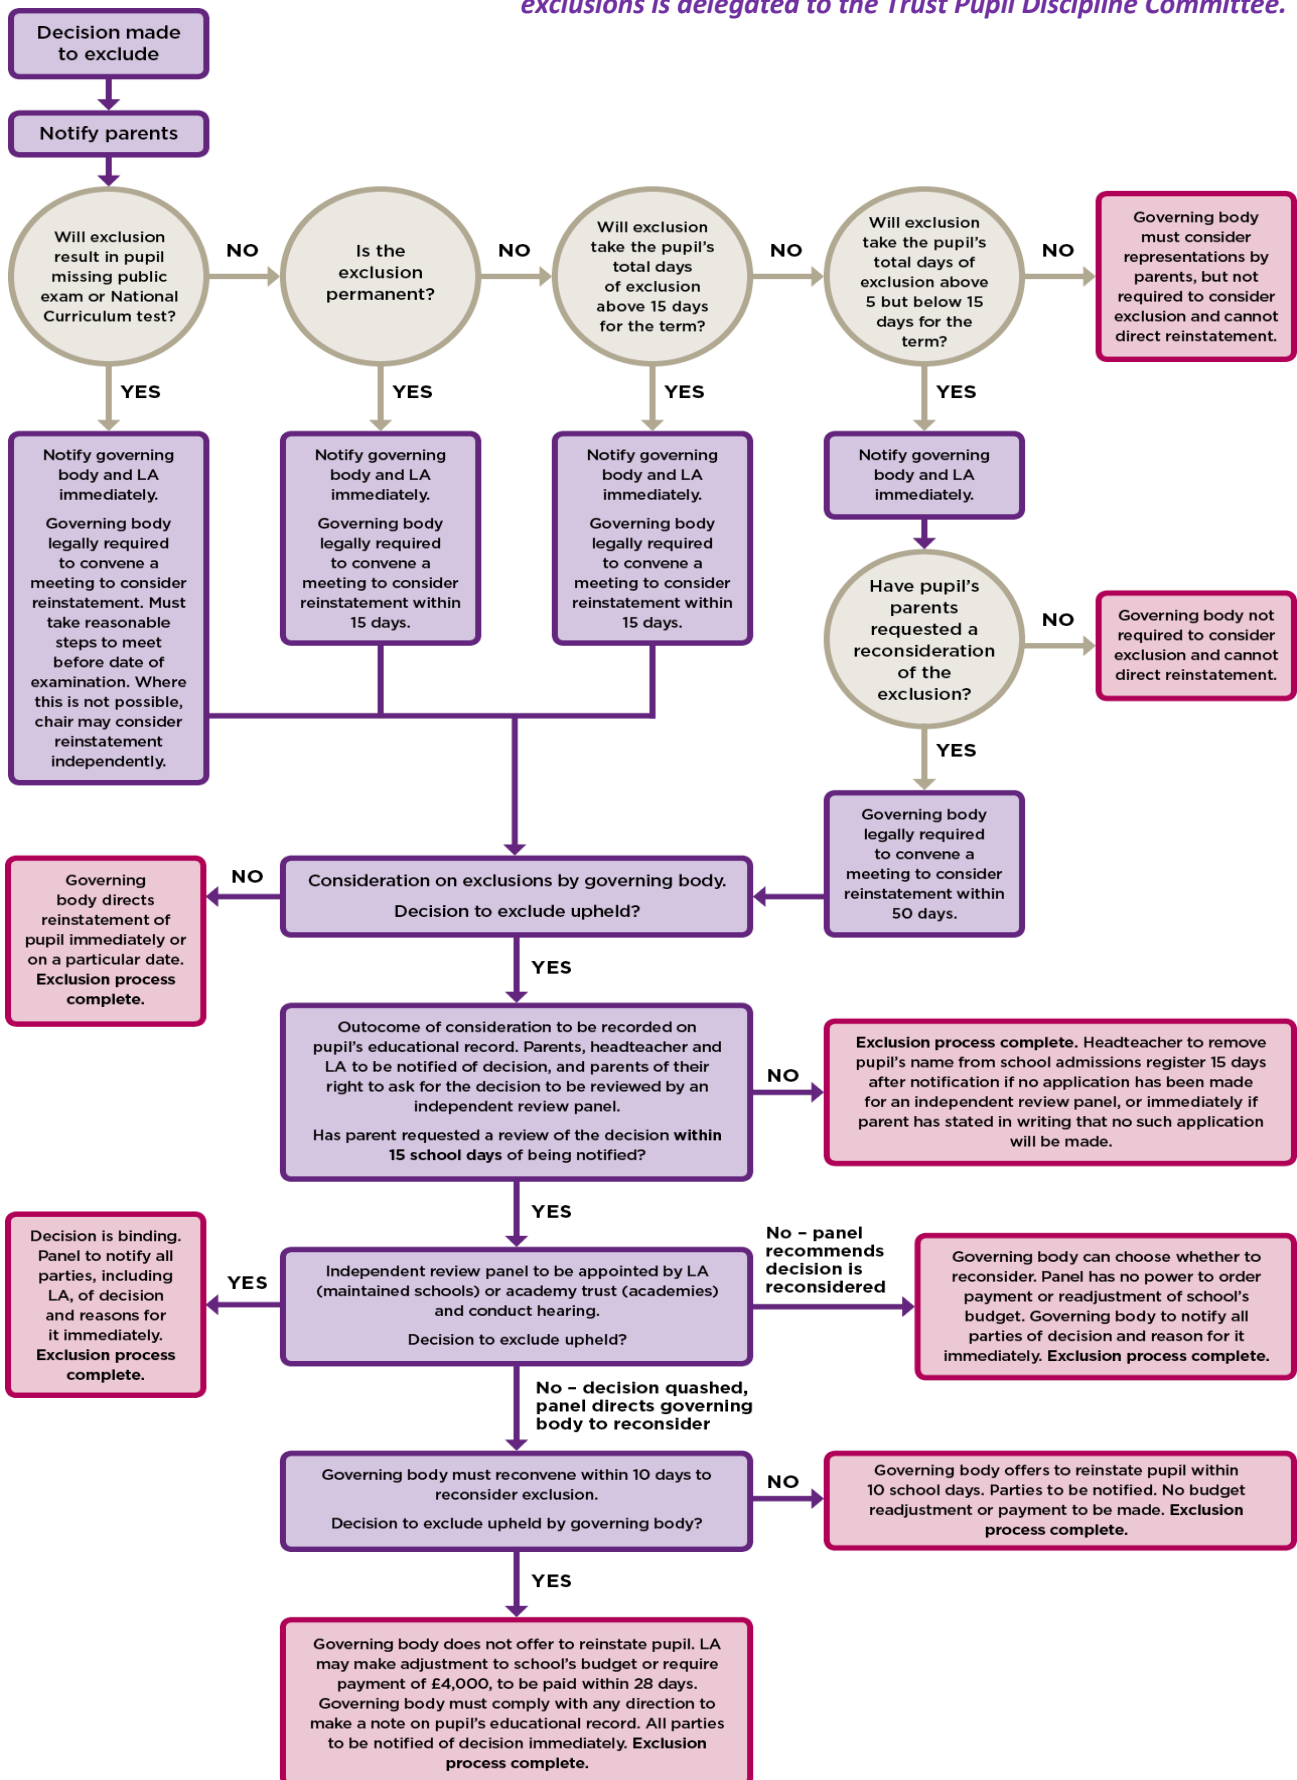 exclusions is delegated to the Trust Pupil Discipline Committee.
Decision made
to exclude
Notify parents
Will exclusion
result in pupil
missing public
exam or National
Curriculum test?
NO
Is the
exclusion
permanent?
NO
Will exclusion
take the pupil's
total days
of exclusion
above 15 days
for the term?
NO
Will exclusion
take the pupil's
total days of
exclusion above
5 but below 15
days for the
term?
NO
Governing body
must consider
representations by
parents, but not
required to consider
exclusion and cannot
direct reinstatement.
YES
YES
YES
YES
Notify governing
body and LA
immediately.
Governing body
legally required
to convene a
meeting to consider
reinstatement. Must
take reasonable
steps to meet
before date of
examination. Where
this is not possible,
chair may consider
reinstatement
independently.
Notify governing
body and LA
immediately.
Governing body
legally required
to convene a
meeting to consider
reinstatement within
15 days.
Notify governing
body and LA
immediately.
Governing body
legally required
to convene a
meeting to consider
reinstatement within
15 days.
Notify governing
body and LA
immediately.
Have pupil's
parents
requested a
reconsideration
of the
exclusion?
NO
Governing body not
required to consider
exclusion and cannot
direct reinstatement.
YES
Governing body
legally required
to convene a
meeting to consider
reinstatement within
50 days.
Consideration on exclusions by governing body.
Decision to exclude upheld?
NO
Governing
body directs
reinstatement of
pupil immediately or
on a particular date.
Exclusion process
complete.
YES
Outocome of consideration to be recorded on
pupil's educational record. Parents, headteacher and
LA to be notified of decision, and parents of their
right to ask for the decision to be reviewed by an
independent review panel.
Has parent requested a review of the decision within
15 school days of being notified?
NO
Exclusion process complete. Headteacher to remove
pupil's name from school admissions register 15 days
after notification if no application has been made
for an independent review panel, or immediately if
parent has stated in writing that no such application
will be made.
YES
Independent review panel to be appointed by LA
(maintained schools) or academy trust (academies)
and conduct hearing.
Decision to exclude upheld?
YES
Decision is binding.
Panel to notify all
parties, including
LA, of decision
and reasons for
it immediately.
Exclusion process
complete.
No – panel
recommends
decision is
reconsidered
Governing body can choose whether to
reconsider. Panel has no power to order
payment or readjustment of school's
budget. Governing body to notify all
parties of decision and reason for it
immediately. Exclusion process complete.
No – decision quashed,
panel directs governing
body to reconsider
Governing body must reconvene within 10 days to
reconsider exclusion.
Decision to exclude upheld by governing body?
NO
Governing body offers to reinstate pupil within
10 school days. Parties to be notified. No budget
readjustment or payment to be made. Exclusion
process complete.
YES
Governing body does not offer to reinstate pupil. LA
may make adjustment to school's budget or require
payment of £4,000, to be paid within 28 days.
Governing body must comply with any direction to
make a note on pupil's educational record. All parties
to be notified of decision immediately. Exclusion
process complete.